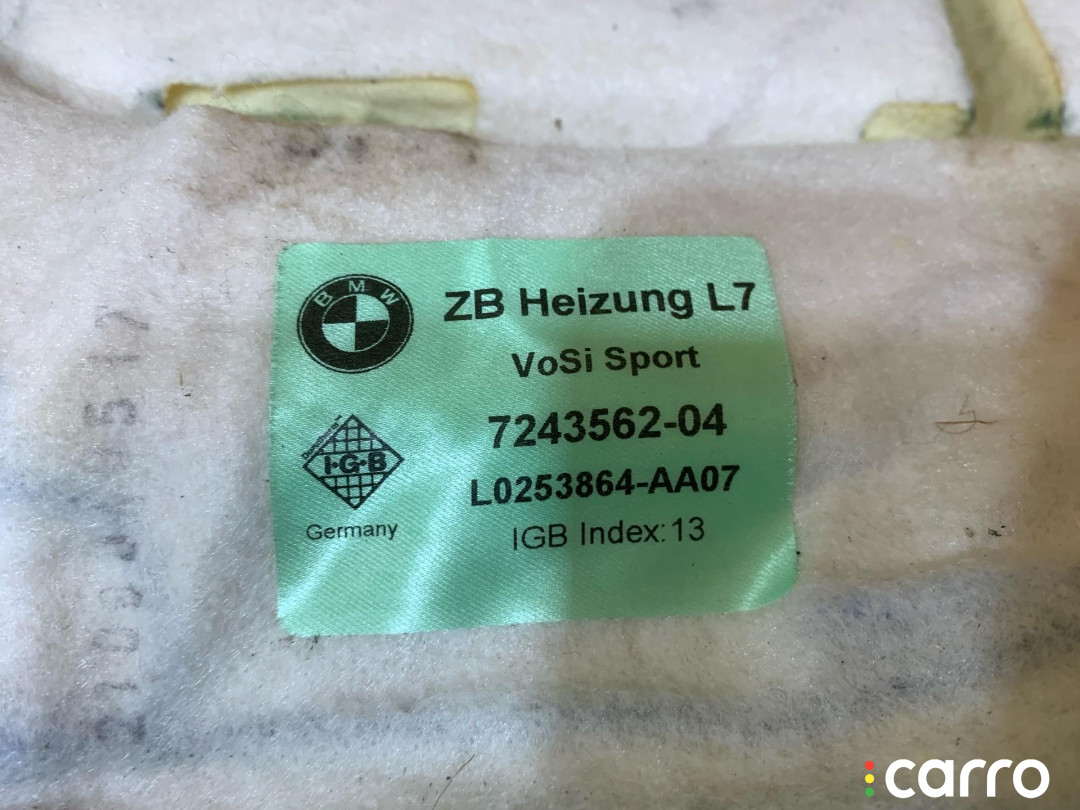 BMW
ZB Heizung L7
VoSi Sport
7243562-04
L0253864-AA07
IGB Index: 13
I·G·B
Germany
carro